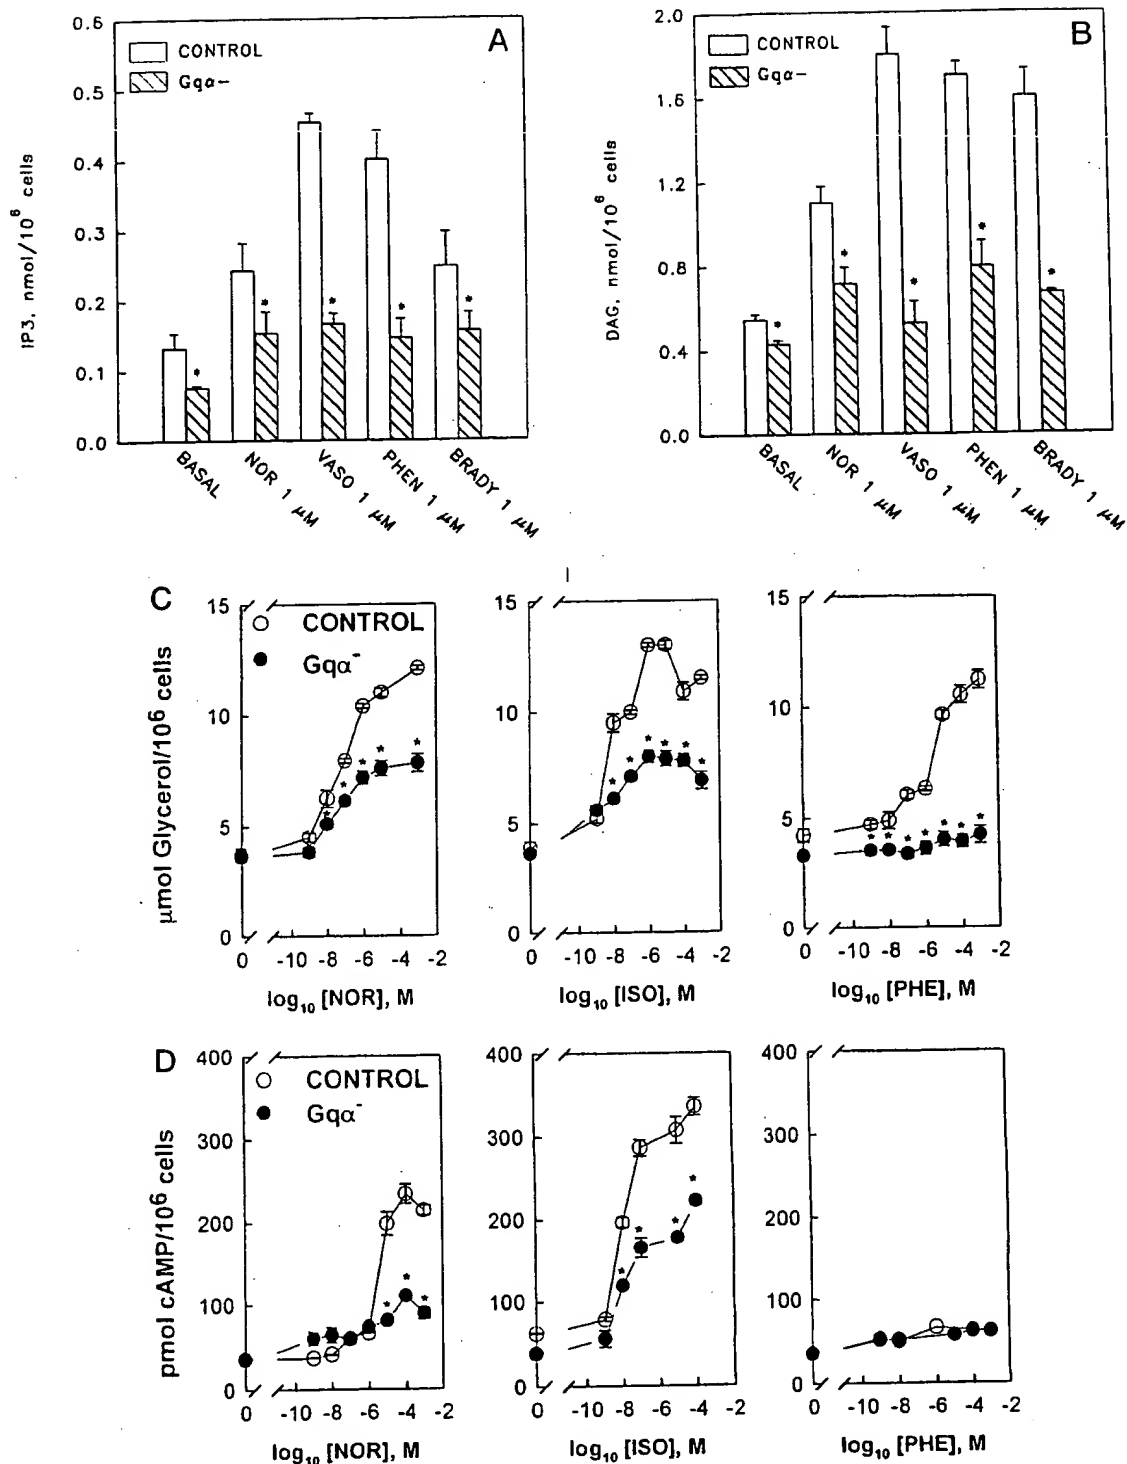 A
CONTROL
Gqα−
0.6
0.5
0.4
0.3
0.2
0.1
0.0
IP3, nmol/10⁶ cells
*
*
*
*
*
BASAL
NOR 1 μM
VASO 1 μM
PHEN 1 μM
BRADY 1 μM
B
CONTROL
Gqα−
2.0
1.6
1.2
0.8
0.4
0.0
DAG, nmol/10⁶ cells
*
*
*
*
*
BASAL
NOR 1 μM
VASO 1 μM
PHEN 1 μM
BRADY 1 μM
C
CONTROL
Gqα⁻
15
10
5
0
μmol Glycerol/10⁶ cells
* * * * *
0 -10 -8 -6 -4 -2
log₁₀ [NOR], M
15
10
5
0
* * * * * *
0 -10 -8 -6 -4 -2
log₁₀ [ISO], M
15
10
5
0
* * * * * * *
0 -10 -8 -6 -4 -2
log₁₀ [PHE], M
D
CONTROL
Gqα⁻
400
300
200
100
0
pmol cAMP/10⁶ cells
* * *
0 -10 -8 -6 -4 -2
log₁₀ [NOR], M
400
300
200
100
0
* * * *
0 -10 -8 -6 -4 -2
log₁₀ [ISO], M
400
300
200
100
0
0 -10 -8 -6 -4 -2
log₁₀ [PHE], M